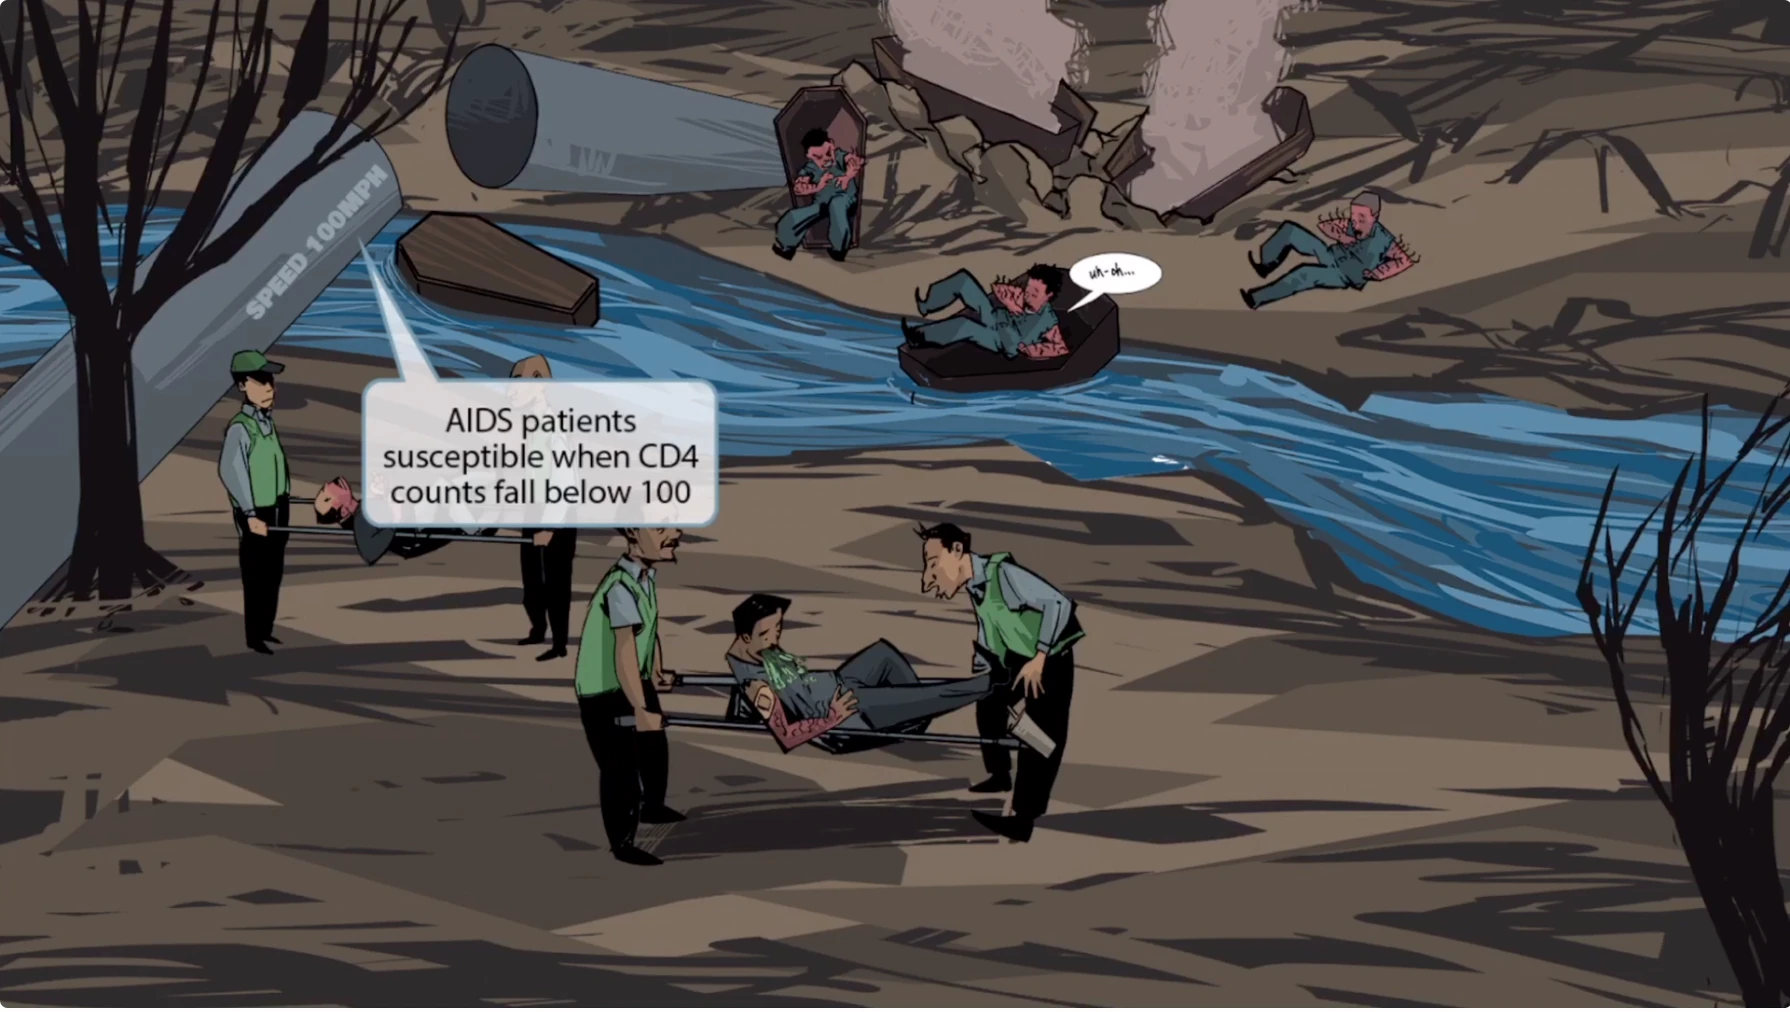 SPEED 100MPH
uh-oh...
AIDS patients
susceptible when CD4
counts fall below 100